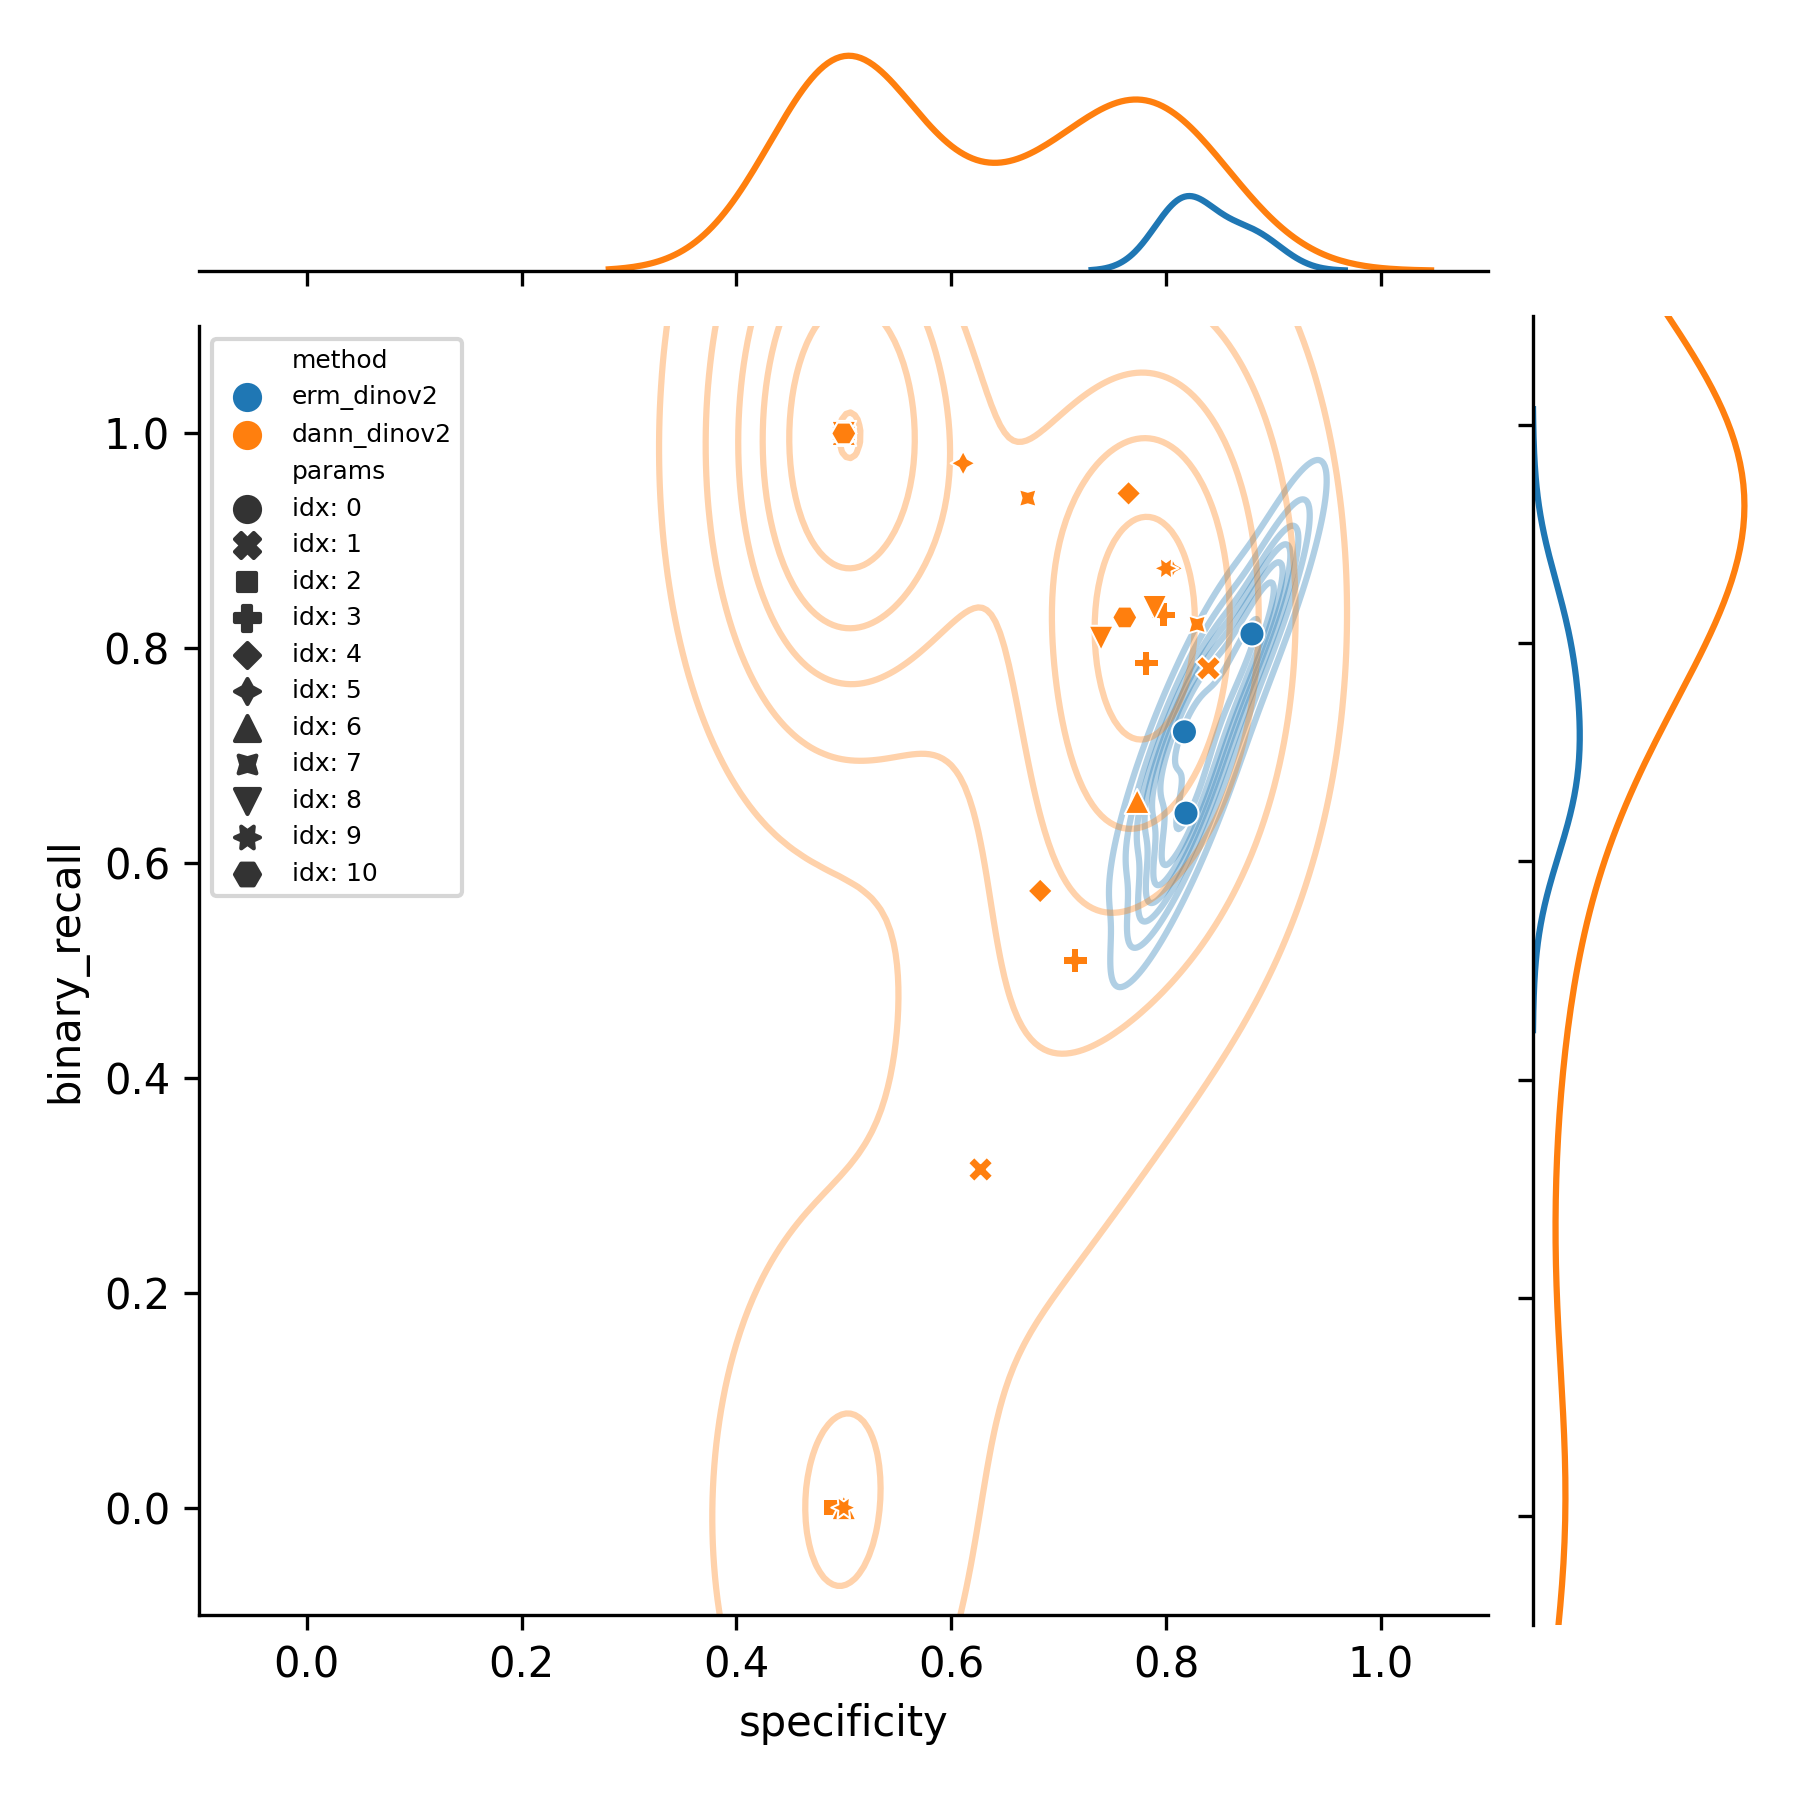 method
erm_dinov2
dann_dinov2
params
idx: 0
idx: 1
idx: 2
idx: 3
idx: 4
idx: 5
idx: 6
idx: 7
idx: 8
idx: 9
idx: 10
1.0
0.8
0.6
0.4
0.2
0.0
binary_recall
0.0 0.2 0.4 0.6 0.8 1.0
specificity